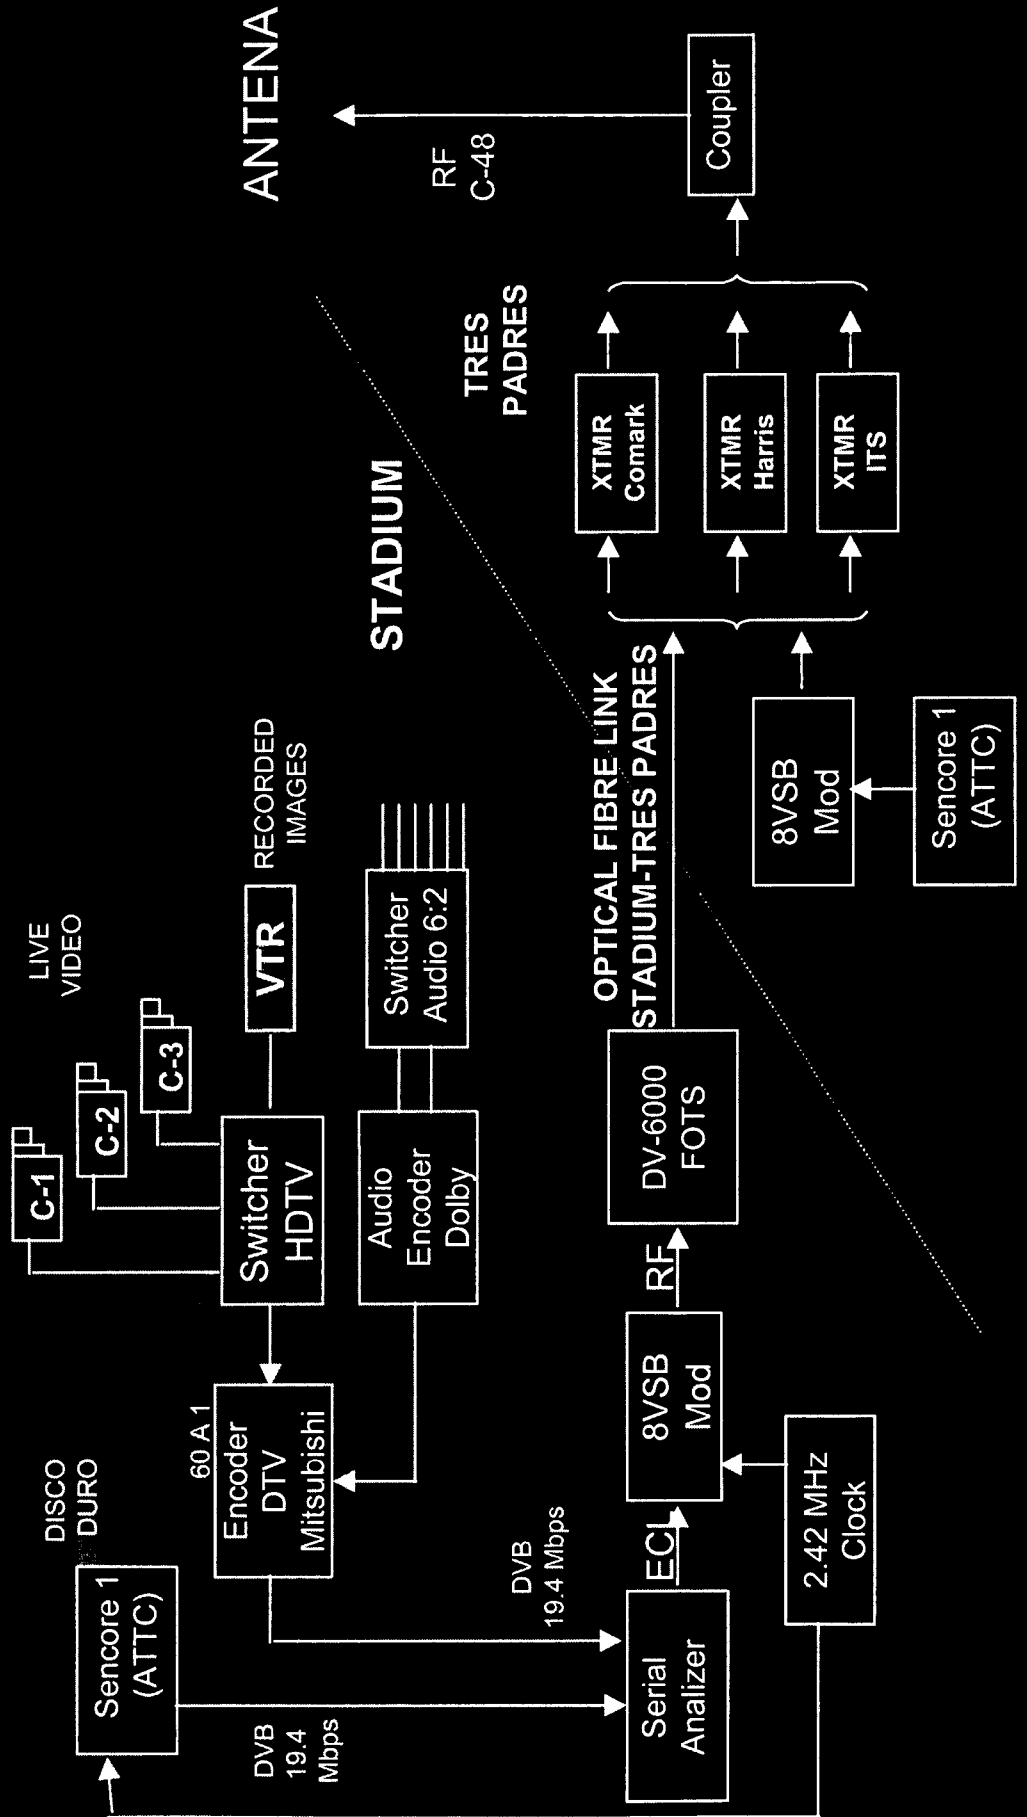 DISCO
DURO
Sencore 1
(ATTC)
DVB
19.4
Mbps
60 A 1
Encoder
DTV
Mitsubishi
DVB
19.4 Mbps
C-1
C-2
C-3
LIVE
VIDEO
Switcher
HDTV
VTR
RECORDED
IMAGES
Audio
Encoder
Dolby
Switcher
Audio 6:2
STADIUM
Serial
Analizer
ECL
8VSB
Mod
RF
DV-6000
FOTS
2.42 MHz
Clock
OPTICAL FIBRE LINK
STADIUM-TRES PADRES
8VSB
Mod
Sencore 1
(ATTC)
TRES
PADRES
XTMR
Comark
XTMR
Harris
XTMR
ITS
Coupler
RF
C-48
ANTENA